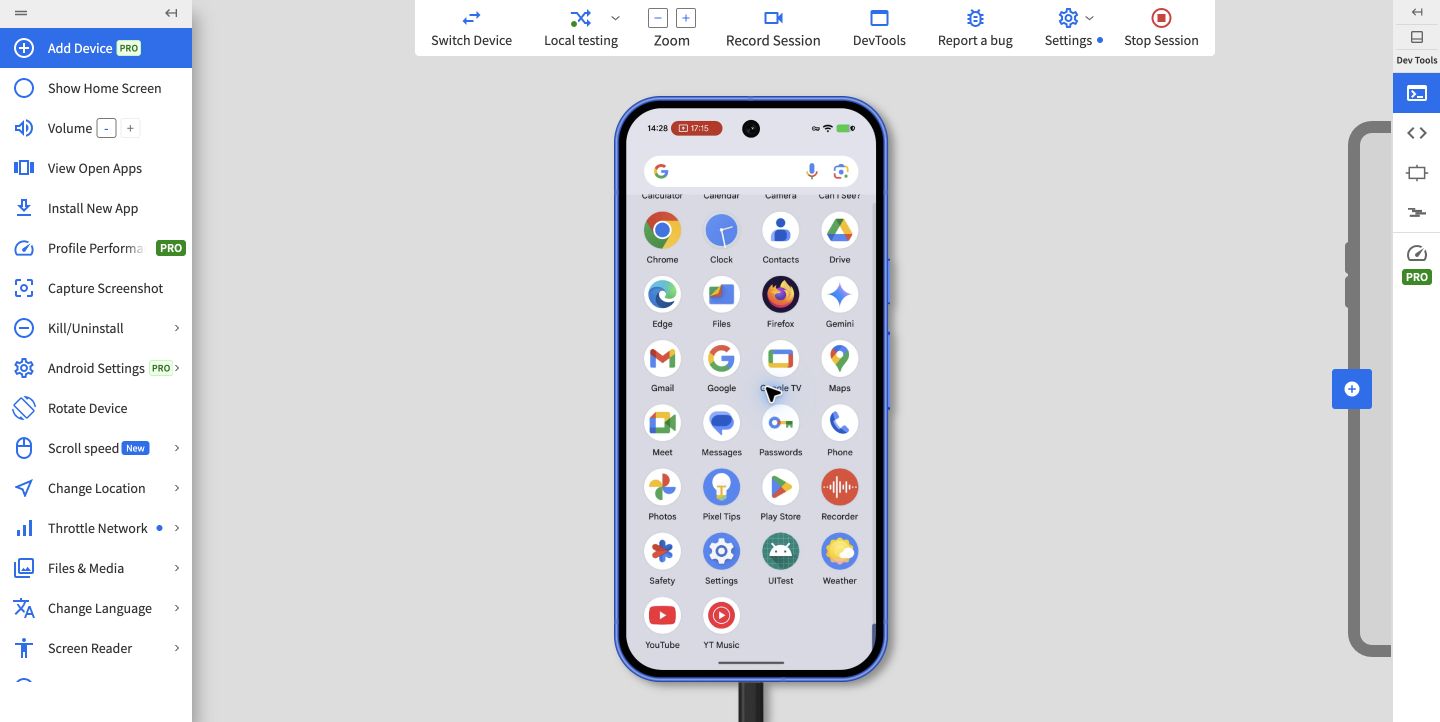 Add Device PRO
Show Home Screen
Volume - +
View Open Apps
Install New App
Profile Performa PRO
Capture Screenshot
Kill/Uninstall
Android Settings PRO
Rotate Device
Scroll speed New
Change Location
Throttle Network
Files & Media
Change Language
Screen Reader
Switch Device
Local testing
Zoom
Record Session
DevTools
Report a bug
Settings
Stop Session
14:28 17:15
Calculator Calendar Camera Can I See?
Chrome Clock Contacts Drive
Edge Files Firefox Gemini
Gmail Google Google TV Maps
Meet Messages Passwords Phone
Photos Pixel Tips Play Store Recorder
Safety Settings UITest Weather
YouTube YT Music
Dev Tools
PRO